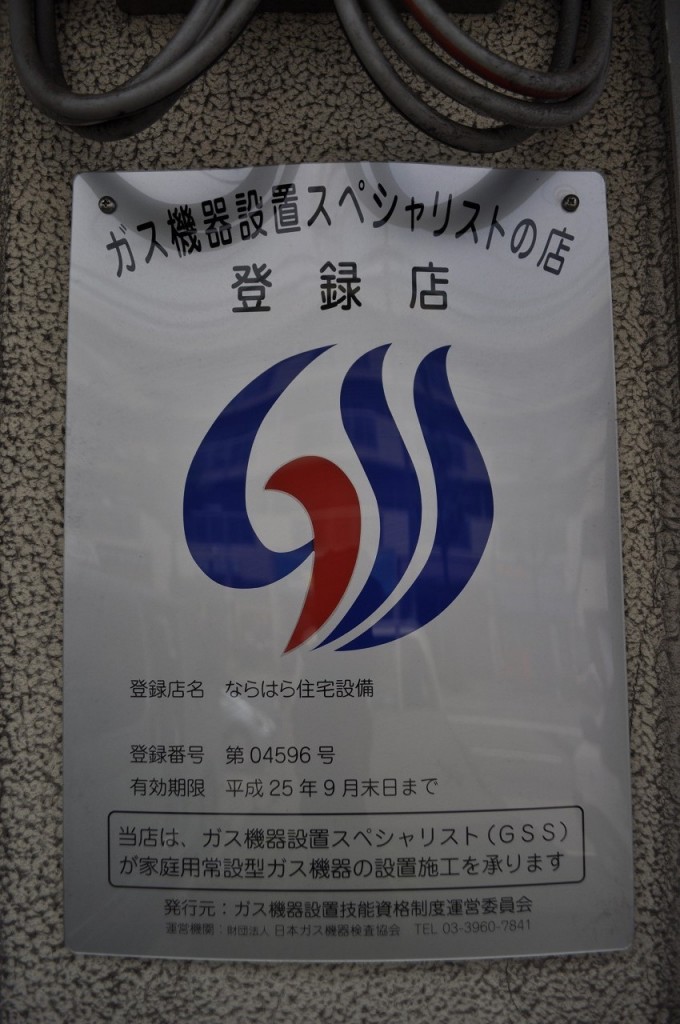 ガス機器設置スペシャリストの店
登録店
登録店名 ならはら住宅設備
登録番号 第04596号
有効期限 平成25年9月末日まで
当店は、ガス機器設置スペシャリスト(GSS)
が家庭用常設型ガス機器の設置施工を承ります
発行元:ガス機器設置技能資格制度運営委員会
運営機関:財団法人 日本ガス機器検査協会 TEL 03-3960-7841